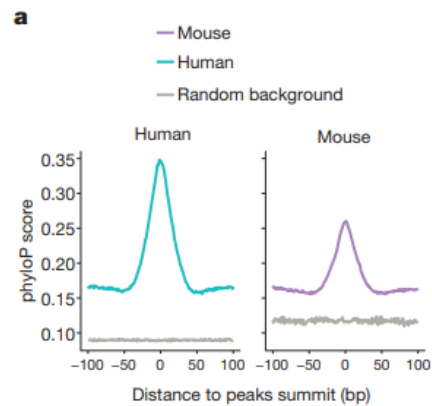 a
Mouse
Human
Random background
Human
Mouse
phyloP score
0.35
0.30
0.25
0.20
0.15
0.10
−100 −50 0 50 100
−100 −50 0 50 100
Distance to peaks summit (bp)